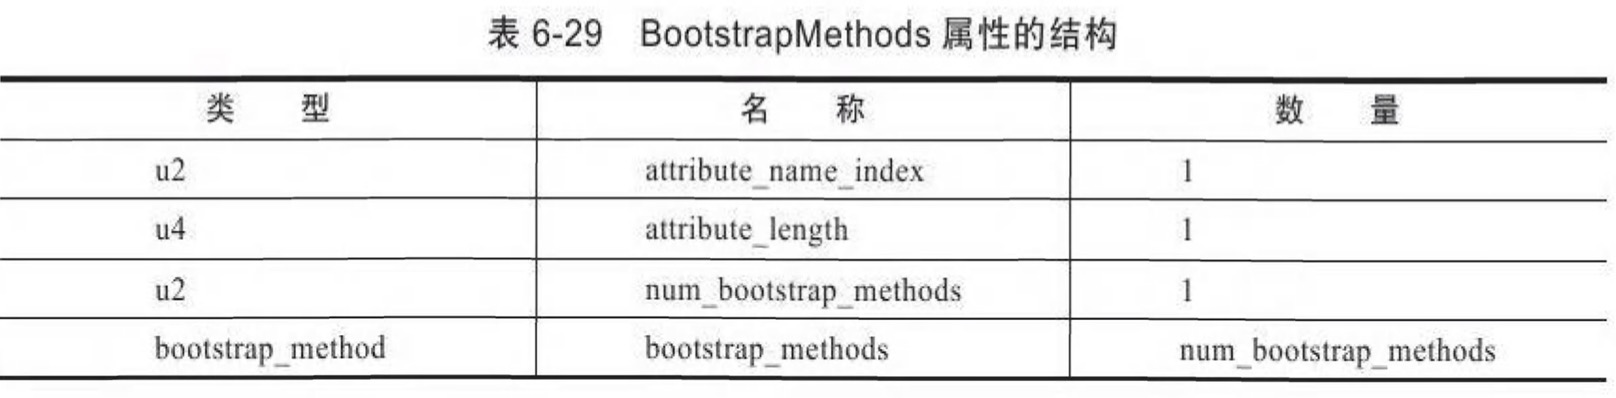 表 6-29 BootstrapMethods 属性的结构
类 型 名 称 数 量
u2 attribute_name_index 1
u4 attribute_length 1
u2 num_bootstrap_methods 1
bootstrap_method bootstrap_methods num_bootstrap_methods